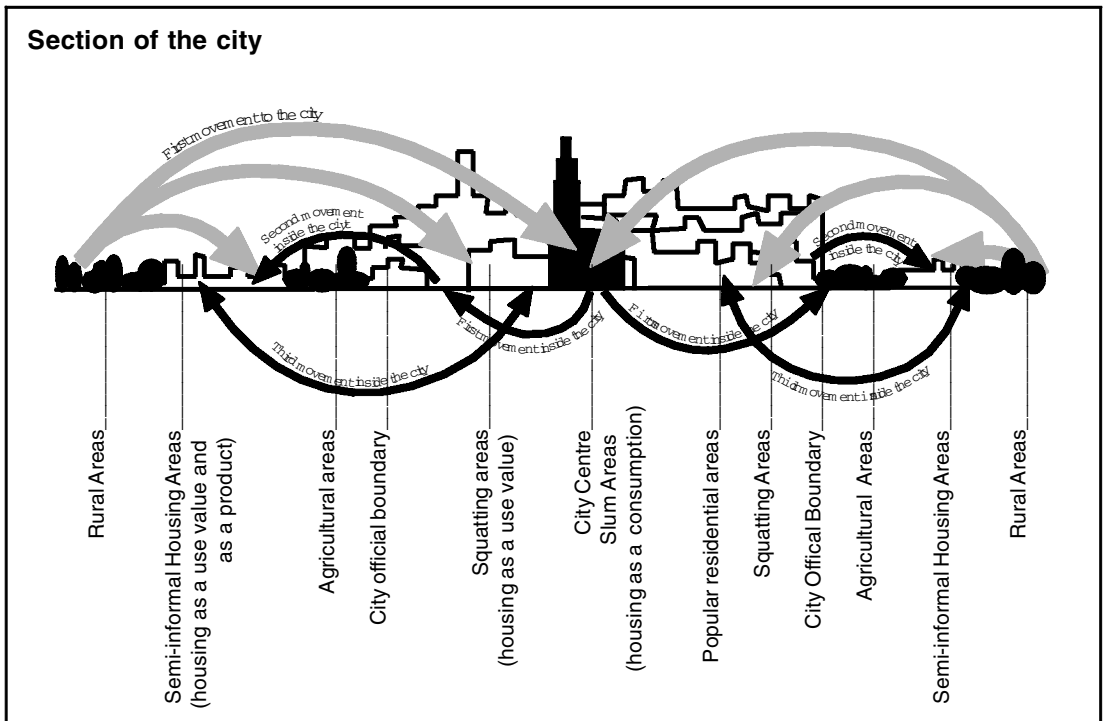 Section of the city
First movement to the city
Second movement
inside the city
Second movement
inside the city
First movement inside the city
First movement inside the city
Third movement inside the city
Third movement inside the city
Rural Areas
Semi-informal Housing Areas
(housing as a use value and
as a product)
Agricultural areas
City official boundary
Squatting areas
(housing as a use value)
City Centre
Slum Areas
(housing as a consumption)
Popular residential areas
Squatting Areas
City Offical Boundary
Agricultural Areas
Semi-informal Housing Areas
Rural Areas